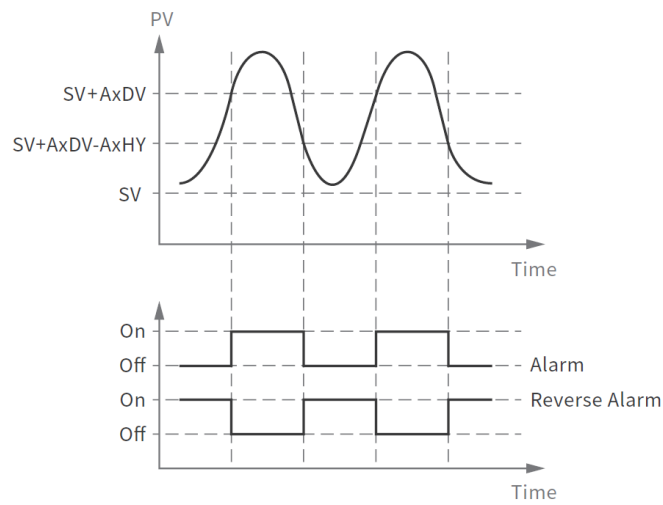 PV
SV+AxDV
SV+AxDV-AxHY
SV
Time
On
Off
Alarm
On
Reverse Alarm
Off
Time